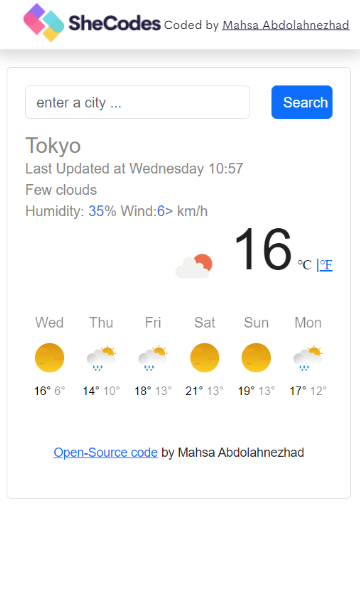 SheCodes Coded by Mahsa Abdolahnezhad
enter a city ... Search
Tokyo
Last Updated at Wednesday 10:57
Few clouds
Humidity: 35% Wind:6> km/h
16 °C |°F
Wed Thu Fri Sat Sun Mon
16° 6° 14° 10° 18° 13° 21° 13° 19° 13° 17° 12°
Open-Source code by Mahsa Abdolahnezhad